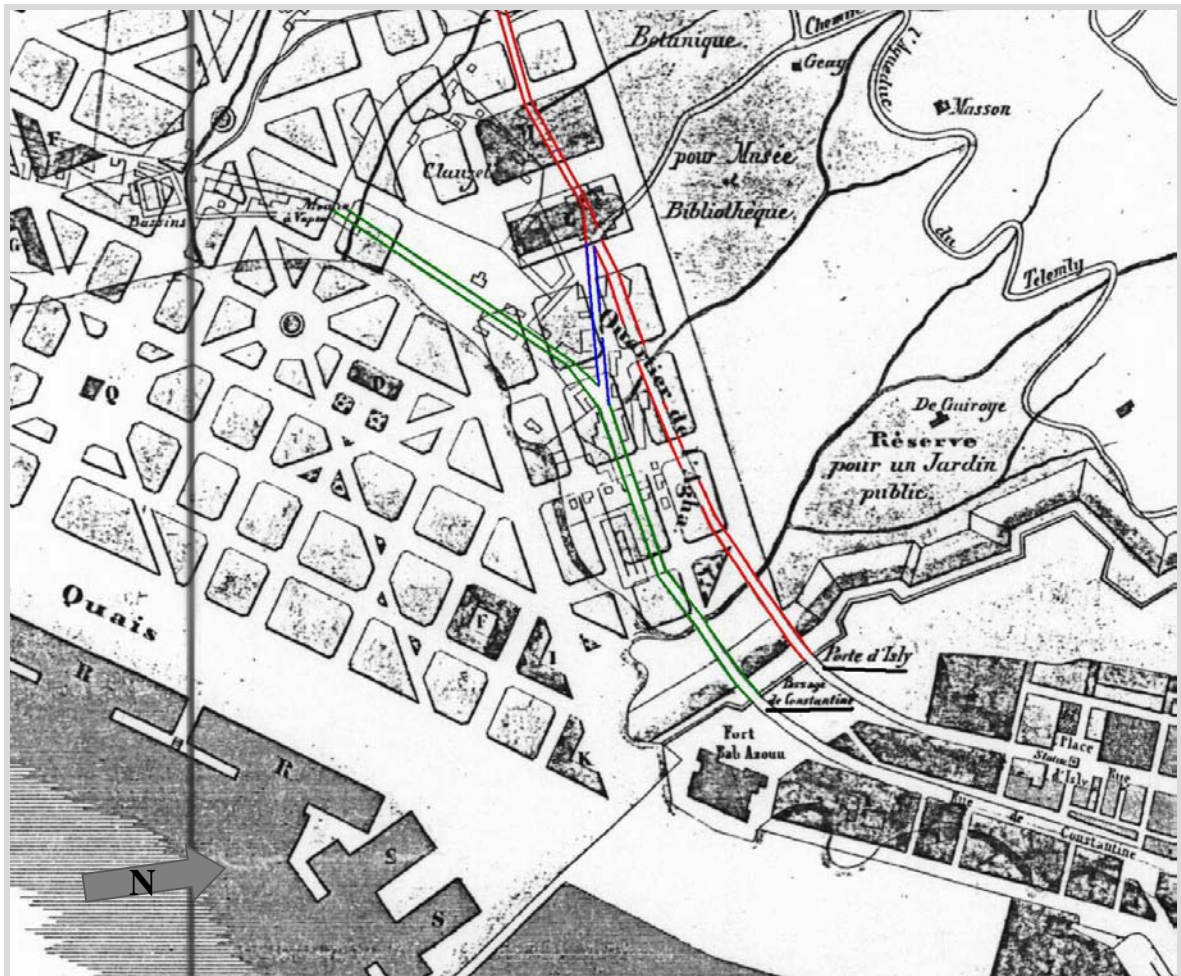 Botanique.
Chemin
Geay
l'Aqueduc
Masson
F
M
Clauzel
pour Musée
et
Bibliothèque.
du
Telemly
Moulin
à Vapeur
Bassins
L
G
Quartier de l'Agha
O
Q
De Guiroye
Réserve
pour un Jardin
public.
Quais
F
I
K
R
R
S
S
N
Porte d'Isly
Passage
de Constantine
Fort
Bab Azoun
Place
Statue
d'Isly
Rue
Rue
de
Constantine